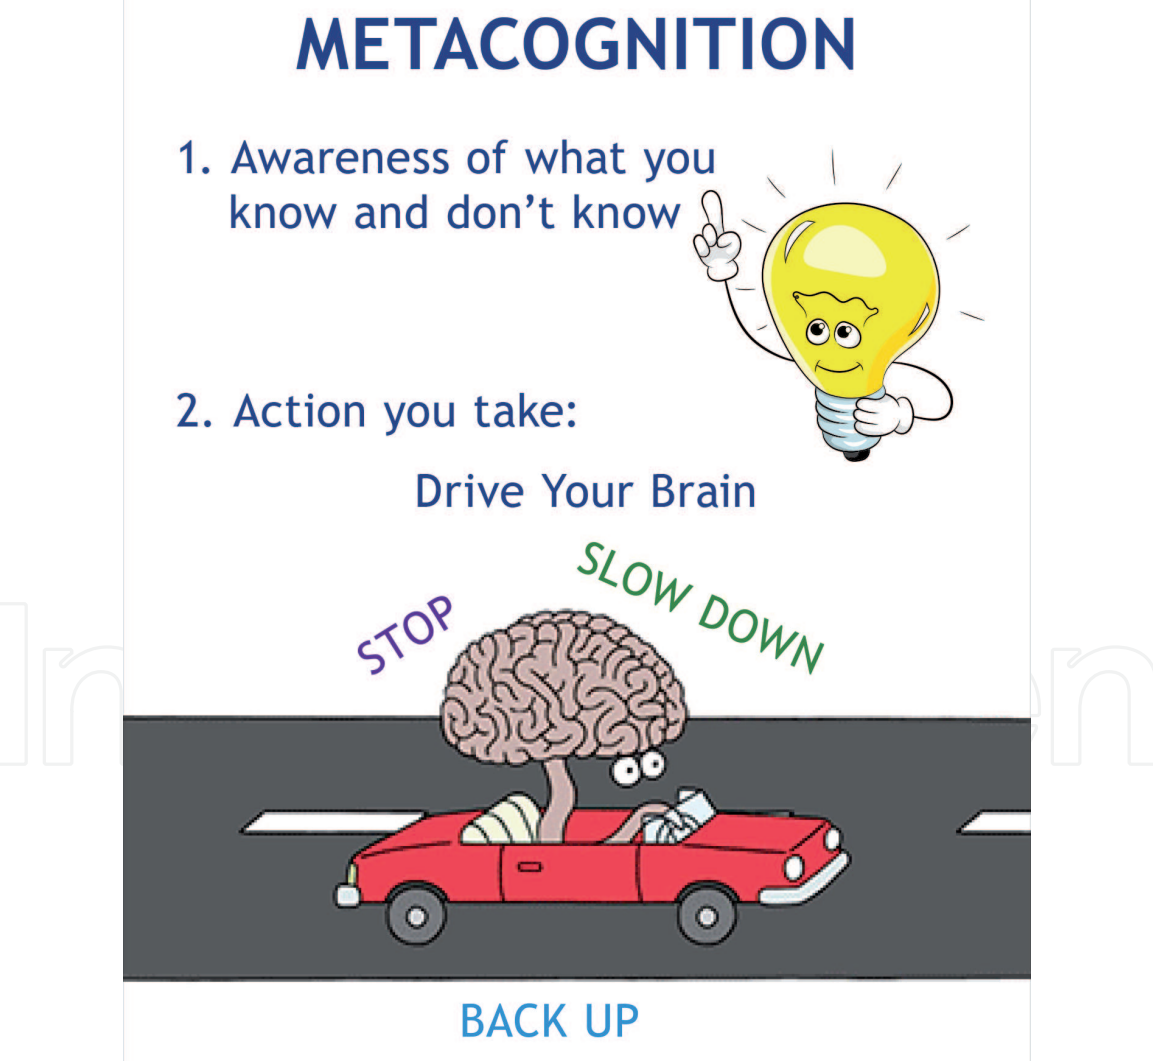 METACOGNITION
1. Awareness of what you
know and don't know
2. Action you take:
Drive Your Brain
SLOW DOWN
STOP
BACK UP